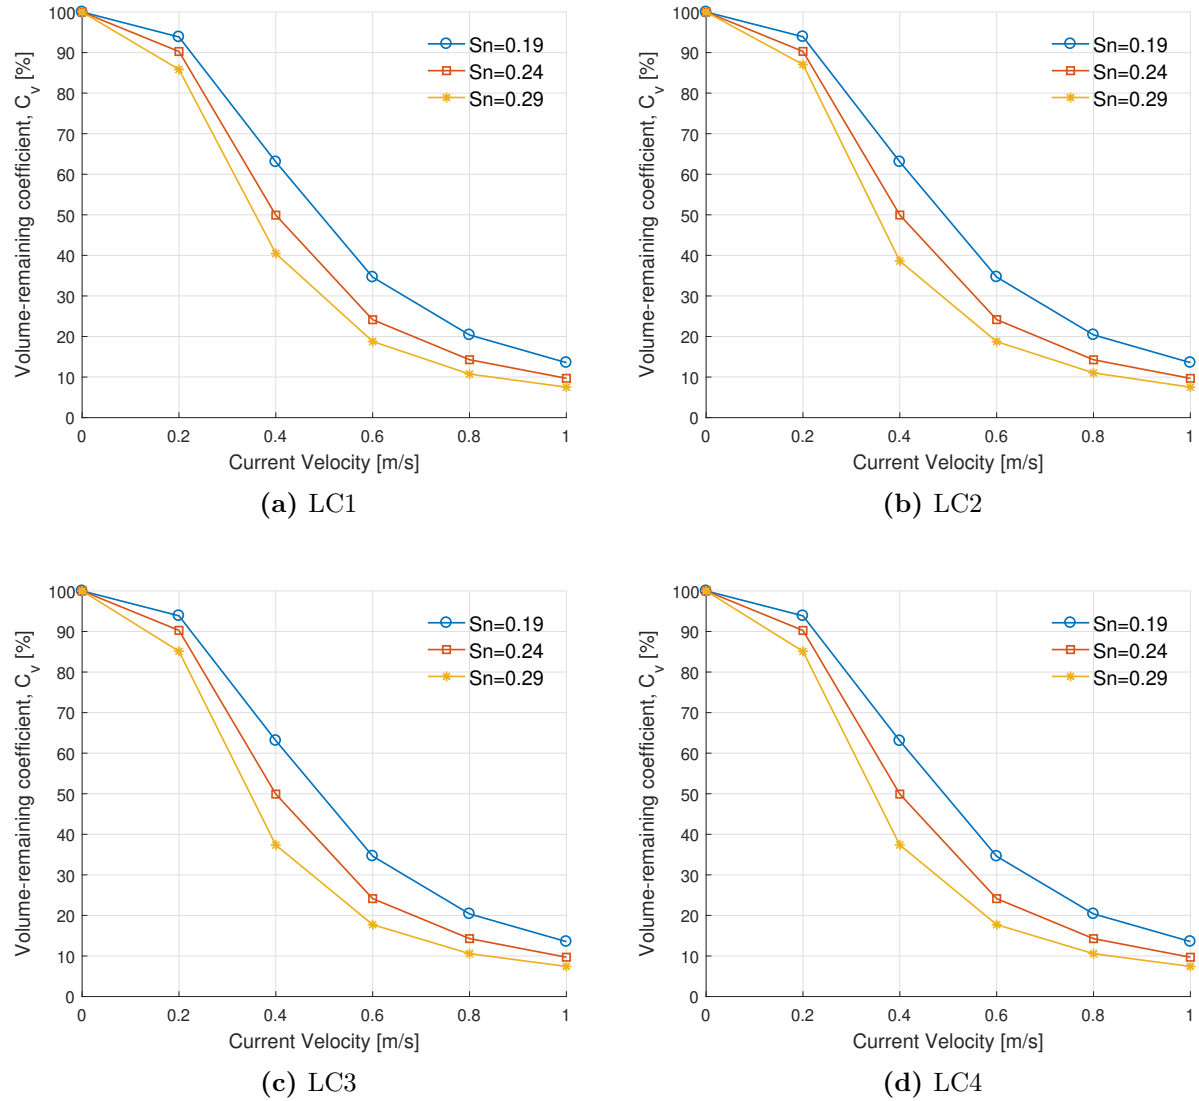 Volume-remaining coefficient, C_v [%]
100
90
80
70
60
50
40
30
20
10
0
Sn=0.19
Sn=0.24
Sn=0.29
0 0.2 0.4 0.6 0.8 1
Current Velocity [m/s]
(a) LC1
Volume-remaining coefficient, C_v [%]
100
90
80
70
60
50
40
30
20
10
0
Sn=0.19
Sn=0.24
Sn=0.29
0 0.2 0.4 0.6 0.8 1
Current Velocity [m/s]
(b) LC2
Volume-remaining coefficient, C_v [%]
100
90
80
70
60
50
40
30
20
10
0
Sn=0.19
Sn=0.24
Sn=0.29
0 0.2 0.4 0.6 0.8 1
Current Velocity [m/s]
(c) LC3
Volume-remaining coefficient, C_v [%]
100
90
80
70
60
50
40
30
20
10
0
Sn=0.19
Sn=0.24
Sn=0.29
0 0.2 0.4 0.6 0.8 1
Current Velocity [m/s]
(d) LC4